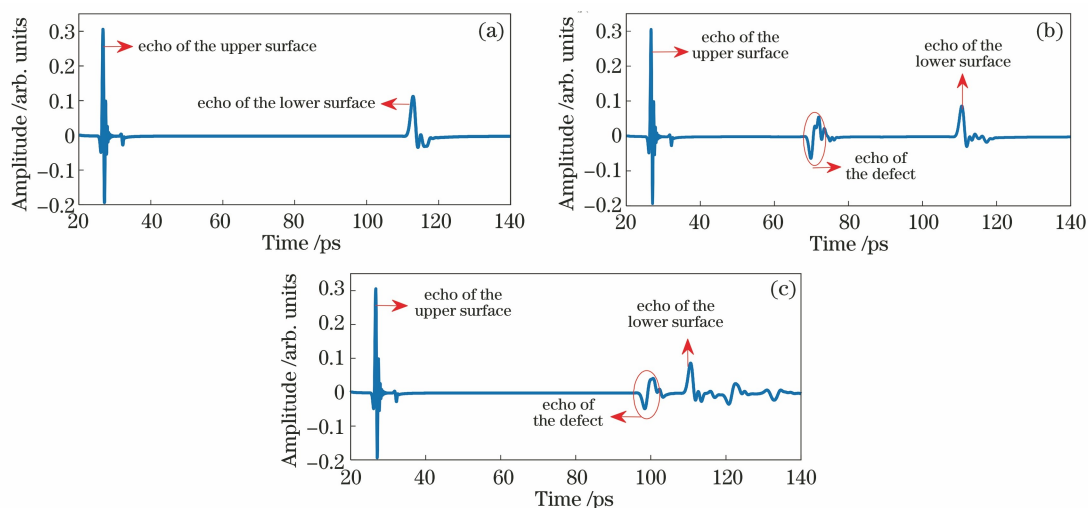 (a)
Amplitude /arb. units
0.3
0.2
0.1
0
−0.1
−0.2
echo of the upper surface
echo of the lower surface
20
40
60
80
100
120
140
Time /ps
(b)
Amplitude /arb. units
0.3
0.2
0.1
0
−0.1
−0.2
echo of the
upper surface
echo of the
lower surface
echo of
the defect
20
40
60
80
100
120
140
Time /ps
(c)
Amplitude /arb. units
0.3
0.2
0.1
0
−0.1
−0.2
echo of the
upper surface
echo of the
lower surface
echo of
the defect
20
40
60
80
100
120
140
Time /ps